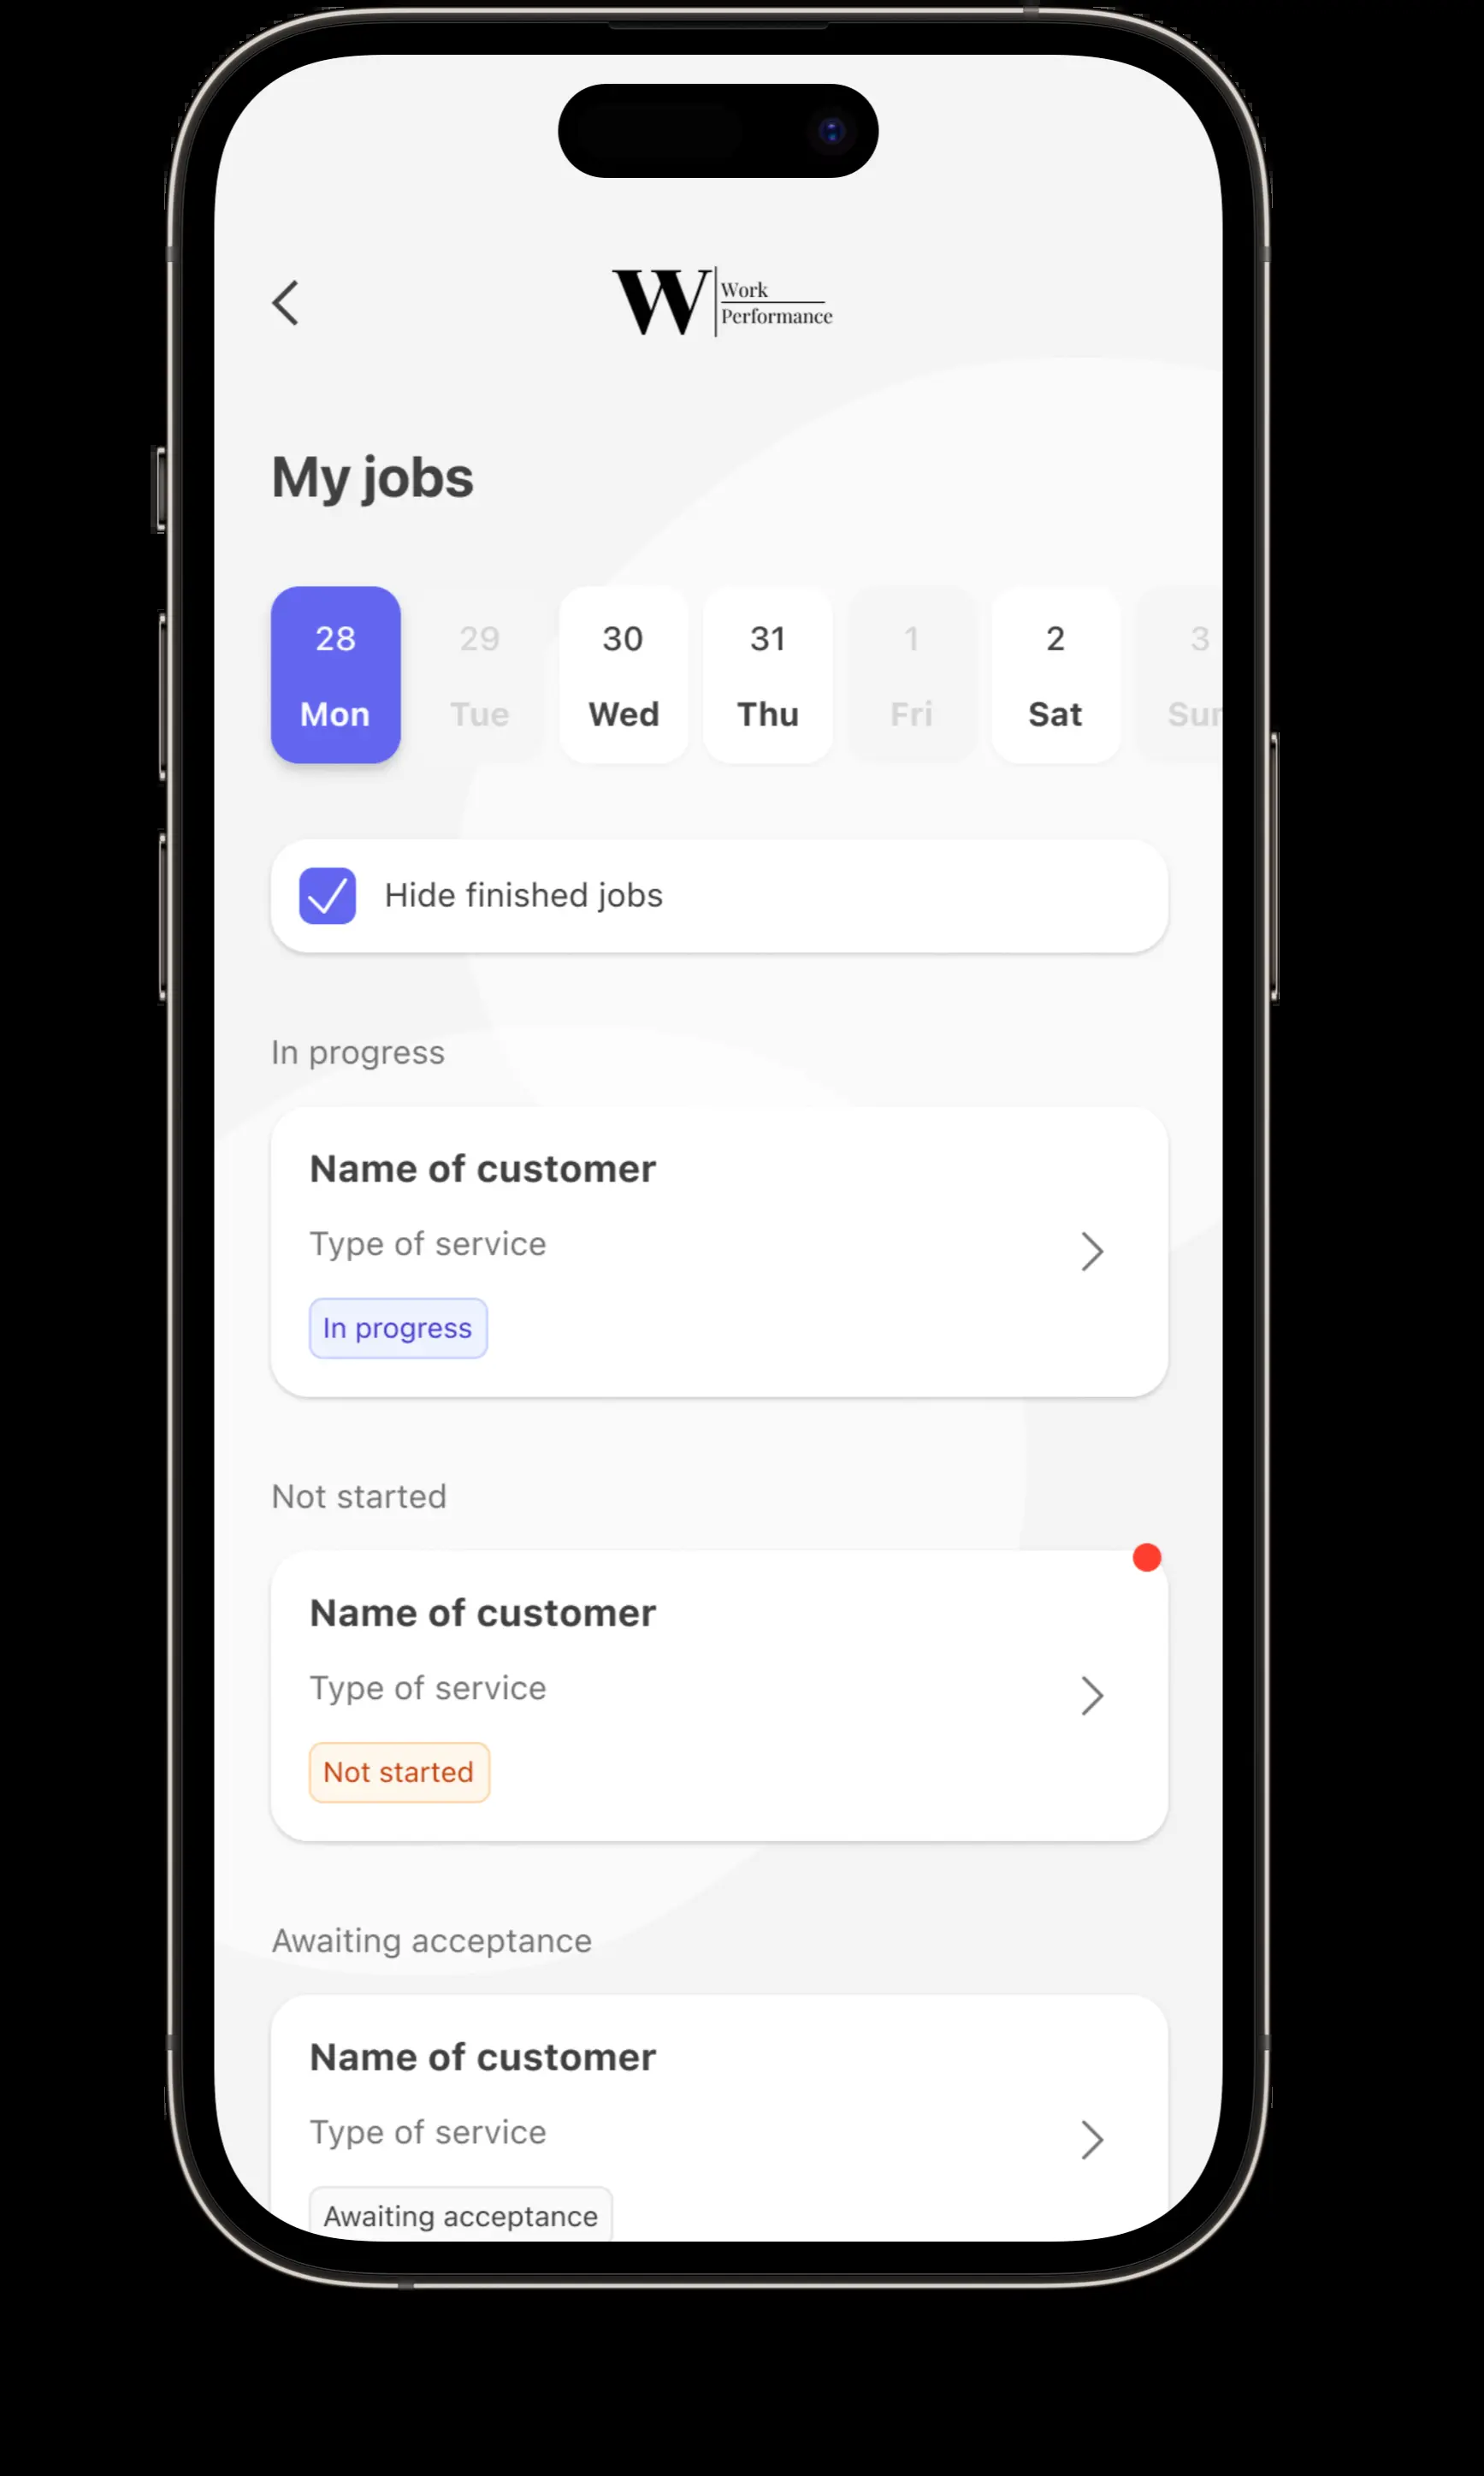 W Work
Performance
My jobs
28 29 30 31 1 2 3
Mon Tue Wed Thu Fri Sat Sun
Hide finished jobs
In progress
Name of customer
Type of service
In progress
Not started
Name of customer
Type of service
Not started
Awaiting acceptance
Name of customer
Type of service
Awaiting acceptance